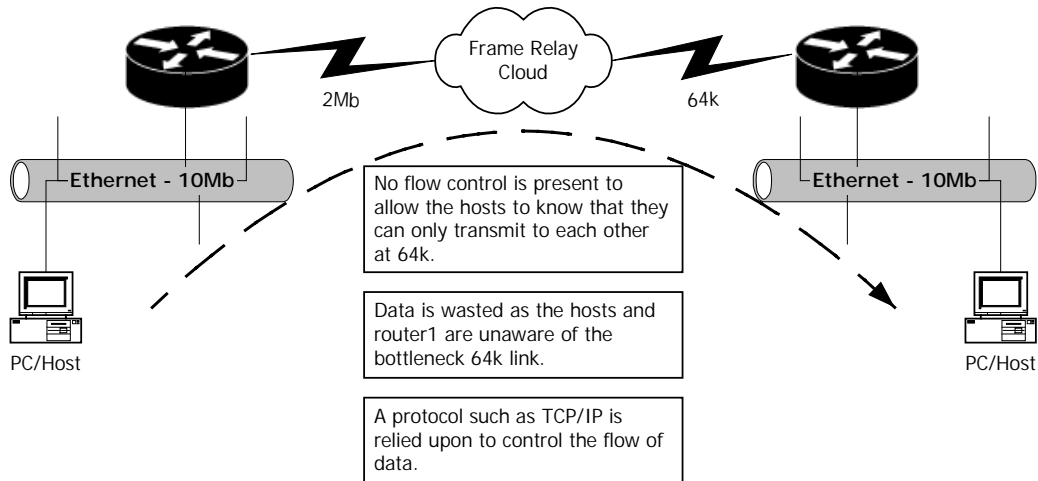 Frame Relay
Cloud
2Mb
64k
Ethernet - 10Mb
Ethernet - 10Mb
No flow control is present to
allow the hosts to know that they
can only transmit to each other
at 64k.
Data is wasted as the hosts and
router1 are unaware of the
bottleneck 64k link.
A protocol such as TCP/IP is
relied upon to control the flow of
data.
PC/Host
PC/Host